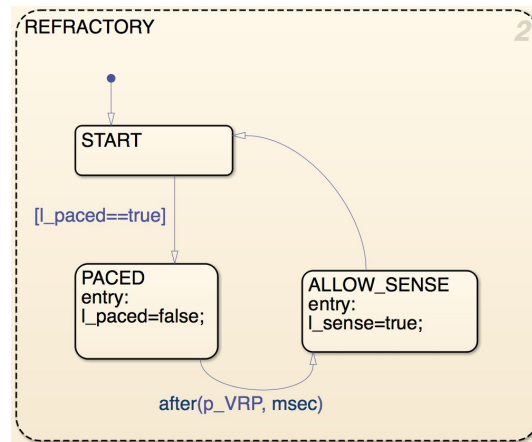 REFRACTORY
2
START
[l_paced==true]
PACED
entry:
l_paced=false;
ALLOW_SENSE
entry:
l_sense=true;
after(p_VRP, msec)